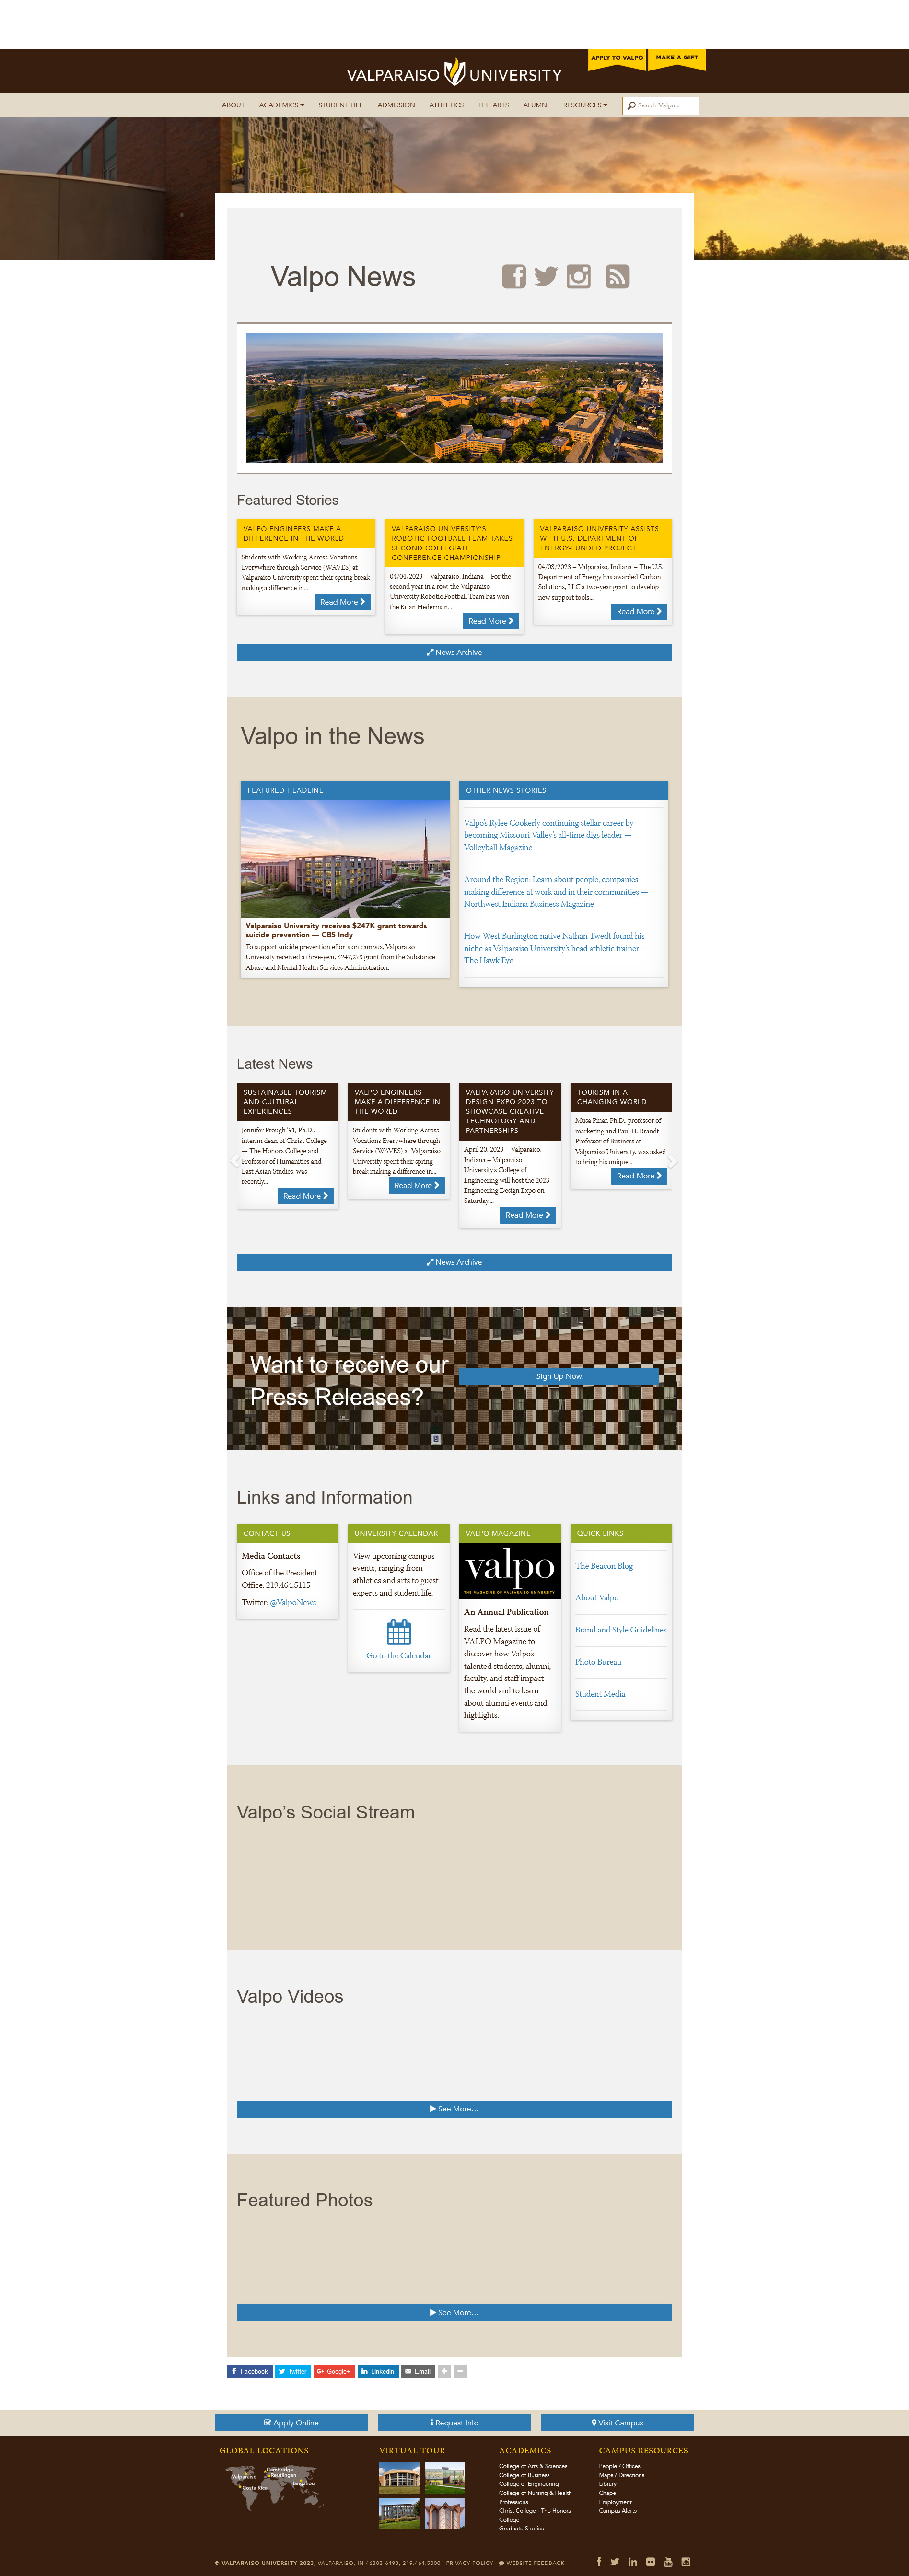 APPLY TO VALPO
MAKE A GIFT
VALPARAISO UNIVERSITY
ABOUT
ACADEMICS
STUDENT LIFE
ADMISSION
ATHLETICS
THE ARTS
ALUMNI
RESOURCES
Search Valpo...
Valpo News
Featured Stories
VALPO ENGINEERS MAKE A
DIFFERENCE IN THE WORLD
Students with Working Across Vocations
Everywhere through Service (WAVES) at
Valparaiso University spent their spring break
making a difference in...
Read More
VALPARAISO UNIVERSITY'S
ROBOTIC FOOTBALL TEAM TAKES
SECOND COLLEGIATE
CONFERENCE CHAMPIONSHIP
04/04/2023 – Valparaiso, Indiana – For the
second year in a row, the Valparaiso
University Robotic Football Team has won
the Brian Hederman...
Read More
VALPARAISO UNIVERSITY ASSISTS
WITH U.S. DEPARTMENT OF
ENERGY-FUNDED PROJECT
04/03/2023 – Valparaiso, Indiana – The U.S.
Department of Energy has awarded Carbon
Solutions, LLC a two-year grant to develop
new support tools...
Read More
News Archive
Valpo in the News
FEATURED HEADLINE
Valparaiso University receives $247K grant towards
suicide prevention — CBS Indy
To support suicide prevention efforts on campus, Valparaiso
University received a three-year, $247,273 grant from the Substance
Abuse and Mental Health Services Administration.
OTHER NEWS STORIES
Valpo's Rylee Cookerly continuing stellar career by
becoming Missouri Valley's all-time digs leader —
Volleyball Magazine
Around the Region: Learn about people, companies
making difference at work and in their communities —
Northwest Indiana Business Magazine
How West Burlington native Nathan Twedt found his
niche as Valparaiso University's head athletic trainer —
The Hawk Eye
Latest News
SUSTAINABLE TOURISM
AND CULTURAL
EXPERIENCES
Jennifer Prough '91, Ph.D.,
interim dean of Christ College
— The Honors College and
Professor of Humanities and
East Asian Studies, was
recently...
Read More
VALPO ENGINEERS
MAKE A DIFFERENCE IN
THE WORLD
Students with Working Across
Vocations Everywhere through
Service (WAVES) at Valparaiso
University spent their spring
break making a difference in...
Read More
VALPARAISO UNIVERSITY
DESIGN EXPO 2023 TO
SHOWCASE CREATIVE
TECHNOLOGY AND
PARTNERSHIPS
April 20, 2023 – Valparaiso,
Indiana – Valparaiso
University's College of
Engineering will host the 2023
Engineering Design Expo on
Saturday,...
Read More
TOURISM IN A
CHANGING WORLD
Musa Pinar, Ph.D., professor of
marketing and Paul H. Brandt
Professor of Business at
Valparaiso University, was asked
to bring his unique...
Read More
News Archive
Want to receive our
Press Releases?
Sign Up Now!
Links and Information
CONTACT US
Media Contacts
Office of the President
Office: 219.464.5115
Twitter: @ValpoNews
UNIVERSITY CALENDAR
View upcoming campus
events, ranging from
athletics and arts to guest
experts and student life.
Go to the Calendar
VALPO MAGAZINE
valpo
THE MAGAZINE OF VALPARAISO UNIVERSITY
An Annual Publication
Read the latest issue of
VALPO Magazine to
discover how Valpo's
talented students, alumni,
faculty, and staff impact
the world and to learn
about alumni events and
highlights.
QUICK LINKS
The Beacon Blog
About Valpo
Brand and Style Guidelines
Photo Bureau
Student Media
Valpo's Social Stream
Valpo Videos
See More...
Featured Photos
See More...
Facebook
Twitter
Google+
LinkedIn
Email
Apply Online
Request Info
Visit Campus
GLOBAL LOCATIONS
Cambridge
Reutlingen
Valparaiso
Hangzhou
Costa Rica
VIRTUAL TOUR
ACADEMICS
College of Arts & Sciences
College of Business
College of Engineering
College of Nursing & Health
Professions
Christ College - The Honors
College
Graduate Studies
CAMPUS RESOURCES
People / Offices
Maps / Directions
Library
Chapel
Employment
Campus Alerts
© VALPARAISO UNIVERSITY 2023, VALPARAISO, IN 46383-6493, 219.464.5000 | PRIVACY POLICY | WEBSITE FEEDBACK